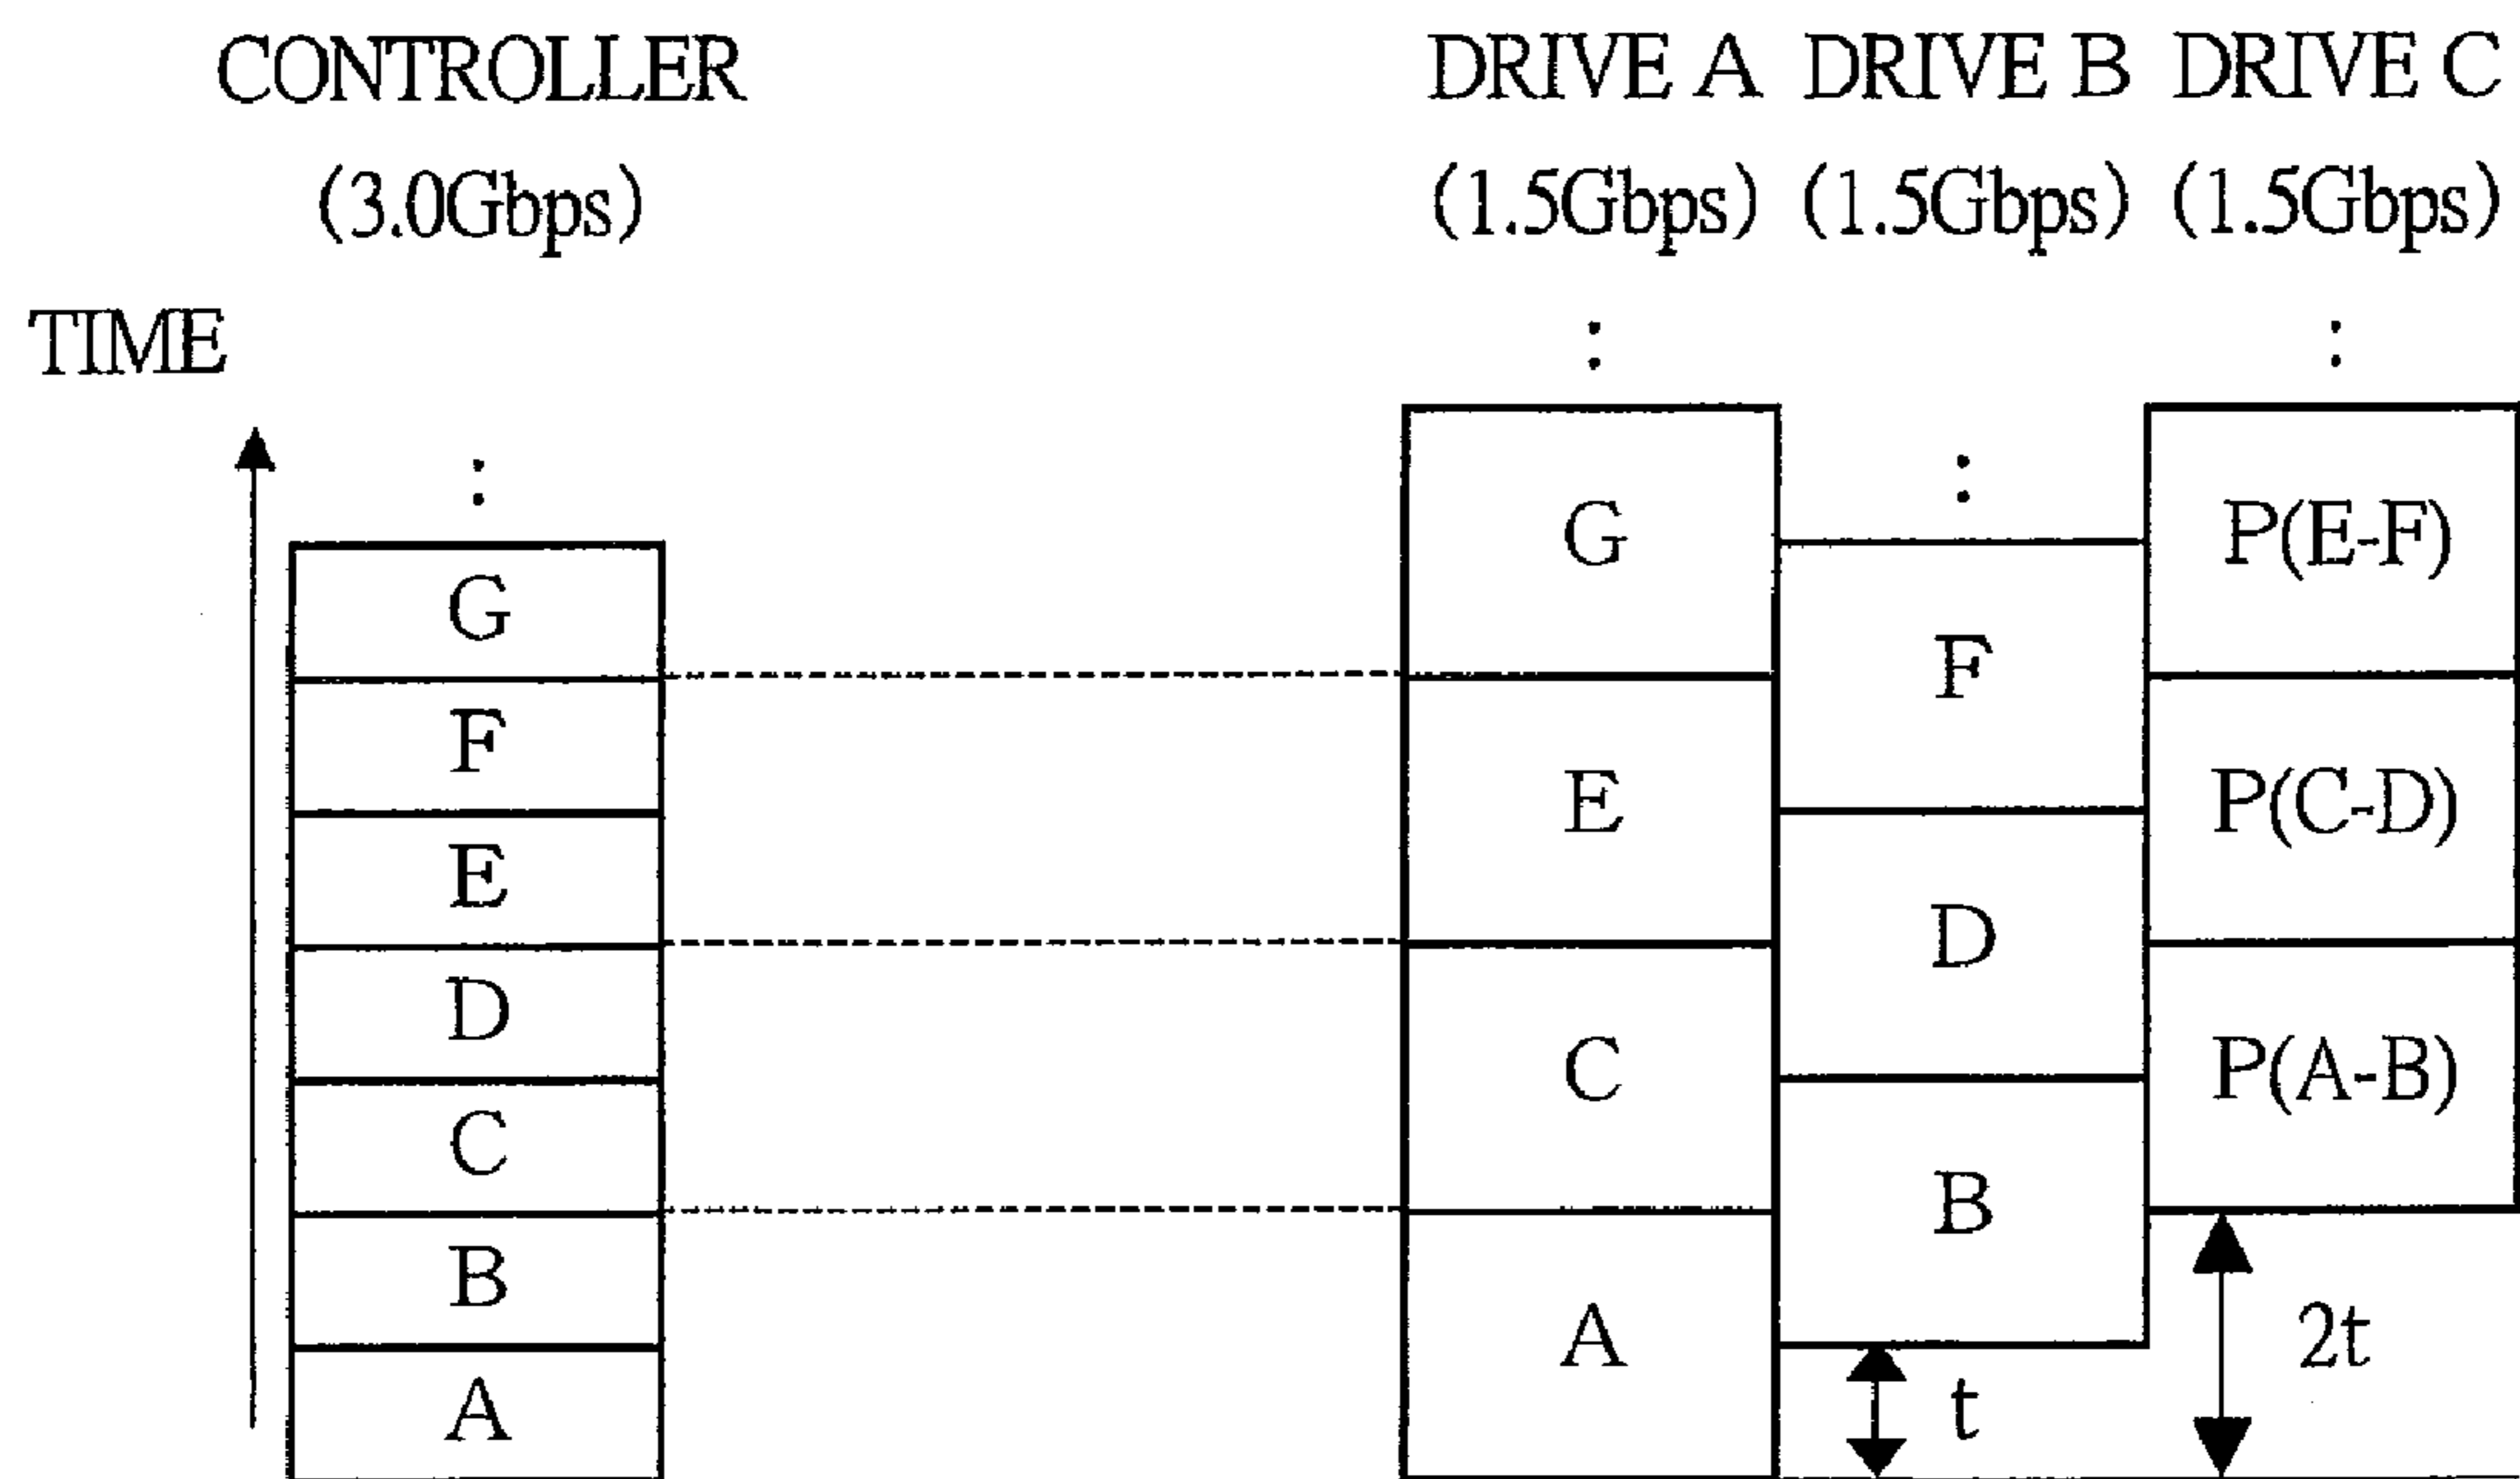 CONTROLLER
(3.0Gbps)
DRIVE A DRIVE B DRIVE C
(1.5Gbps) (1.5Gbps) (1.5Gbps)
TIME
:
G
F
E
D
C
B
A
:
G
E
C
A
:
F
D
B
t
:
P(E-F)
P(C-D)
P(A-B)
2t